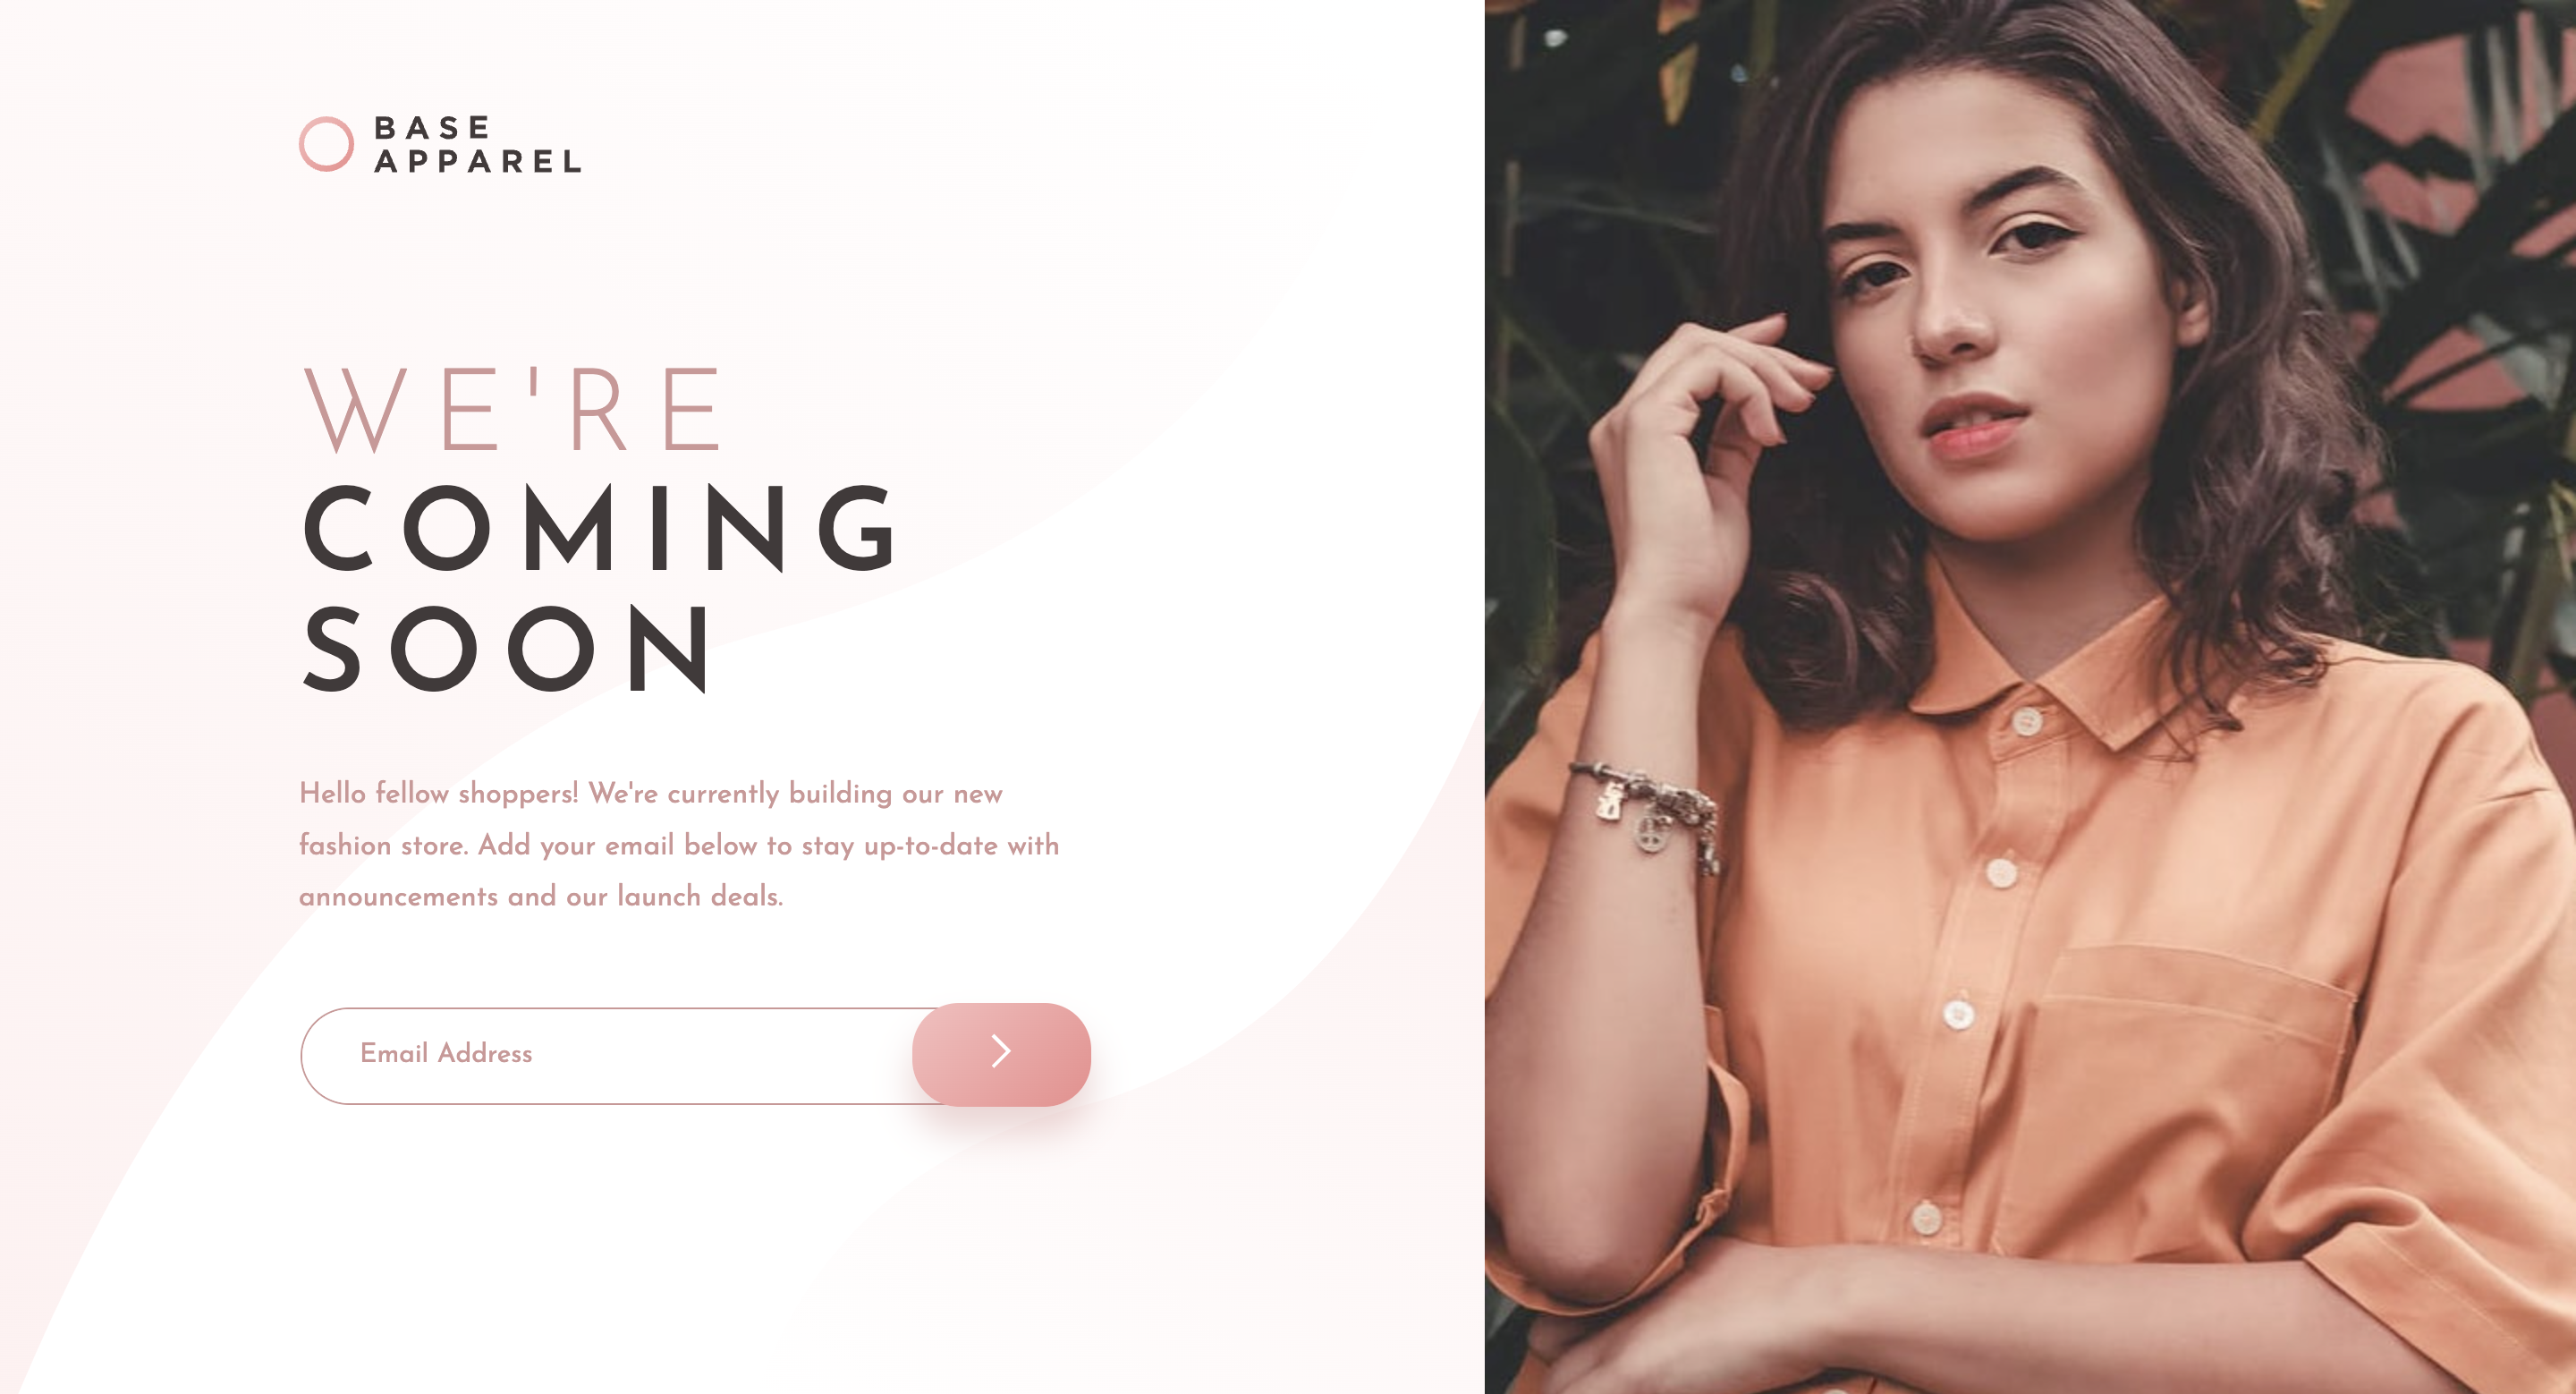 BASE
APPAREL
WE'RE
COMING
SOON
Hello fellow shoppers! We're currently building our new
fashion store. Add your email below to stay up-to-date with
announcements and our launch deals.
Email Address